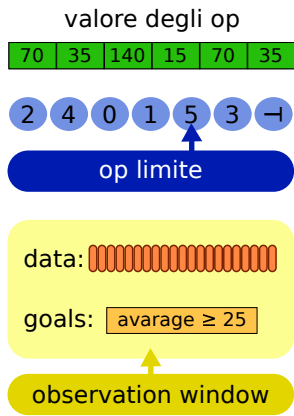 valore degli op
70 35 140 15 70 35
2 4 0 1 5 3 ⊥
op limite
data:
goals: avarage ≥ 25
observation window